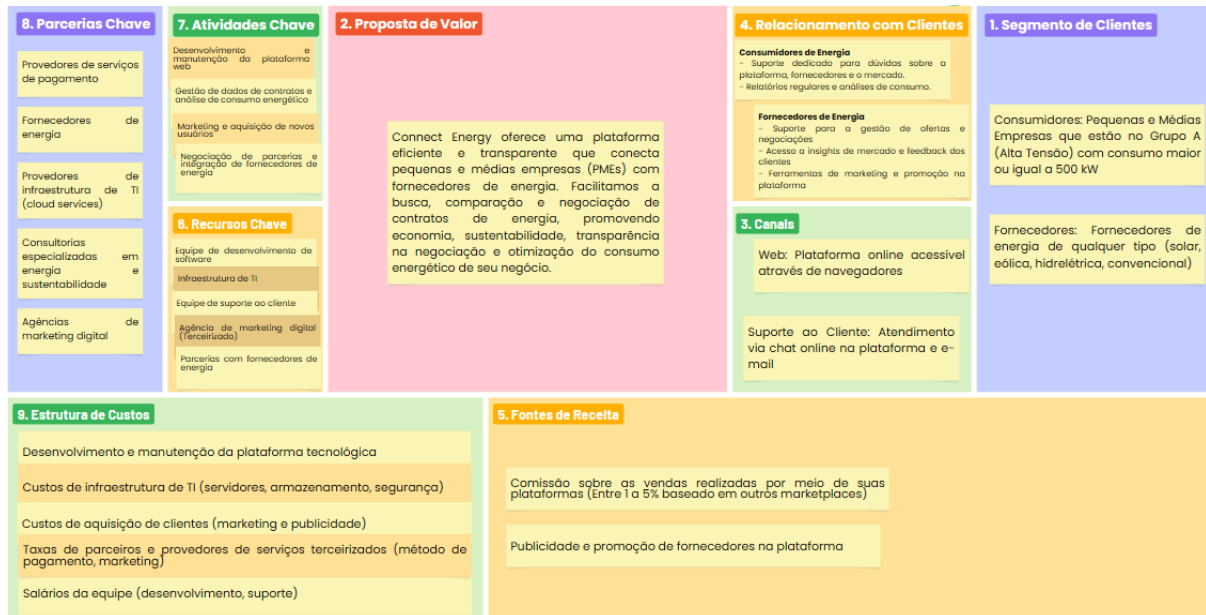 8. Parcerias Chave
Provedores de serviços
de pagamento
Fornecedores de
energia
Provedores de
infraestrutura de TI
(cloud services)
Consultorias
especializadas em
energia e
sustentabilidade
Agências de
marketing digital
7. Atividades Chave
Desenvolvimento e
manutenção da plataforma
web
Gestão de dados de contratos e
análise de consumo energético
Marketing e aquisição de novos
usuários
Negociação de parcerias e
integração de fornecedores de
energia
6. Recursos Chave
Equipe de desenvolvimento de
software
Infraestrutura de TI
Equipe de suporte ao cliente
Agência de marketing digital
(Terceirizado)
Parcerias com fornecedores de
energia
2. Proposta de Valor
Connect Energy oferece uma plataforma
eficiente e transparente que conecta
pequenas e médias empresas (PMEs) com
fornecedores de energia. Facilitamos a
busca, comparação e negociação de
contratos de energia, promovendo
economia, sustentabilidade, transparência
na negociação e otimização do consumo
energético de seu negócio.
4. Relacionamento com Clientes
Consumidores de Energia
- Suporte dedicado para dúvidas sobre a
plataforma, fornecedores e o mercado.
- Relatórios regulares e análises de consumo.
Fornecedores de Energia
- Suporte para a gestão de ofertas e
negociações
- Acesso a insights de mercado e feedback dos
clientes
- Ferramentas de marketing e promoção na
plataforma
3. Canais
Web: Plataforma online acessível
através de navegadores
Suporte ao Cliente: Atendimento
via chat online na plataforma e e-
mail
1. Segmento de Clientes
Consumidores: Pequenas e Médias
Empresas que estão no Grupo A
(Alta Tensão) com consumo maior
ou igual a 500 kW
Fornecedores: Fornecedores de
energia de qualquer tipo (solar,
eólica, hidrelétrica, convencional)
9. Estrutura de Custos
Desenvolvimento e manutenção da plataforma tecnológica
Custos de infraestrutura de TI (servidores, armazenamento, segurança)
Custos de aquisição de clientes (marketing e publicidade)
Taxas de parceiros e provedores de serviços terceirizados (método de
pagamento, marketing)
Salários da equipe (desenvolvimento, suporte)
5. Fontes de Receita
Comissão sobre as vendas realizadas por meio de suas
plataformas (Entre 1 a 5% baseado em outros marketplaces)
Publicidade e promoção de fornecedores na plataforma